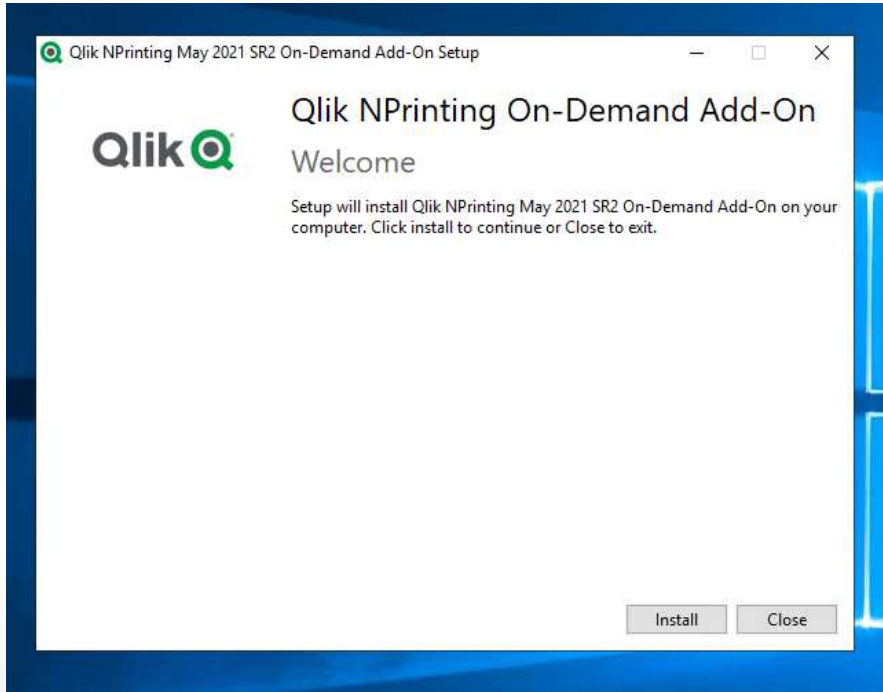 Qlik NPrinting May 2021 SR2 On-Demand Add-On Setup
Qlik
Qlik NPrinting On-Demand Add-On
Welcome
Setup will install Qlik NPrinting May 2021 SR2 On-Demand Add-On on your
computer. Click install to continue or Close to exit.
Install Close